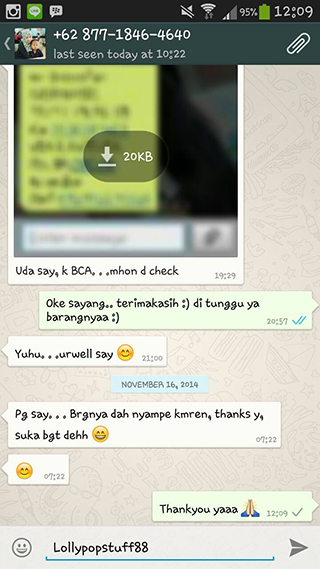 95% 12:09
+62 877-1846-4640
last seen today at 10:22
20KB
Uda say, k BCA. . .mhon d check
19:29
Oke sayang.. terimakasih :) di tunggu ya
barangnyaa :)
20:57
Yuhu. . .urwell say 😊 21:00
NOVEMBER 16, 2014
Pg say. . . Brgnya dah nyampe kmren, thanks y,
suka bgt dehh 😄 07:22
😊 07:22
Thankyou yaaa 🙏 12:09
Lollypopstuff88